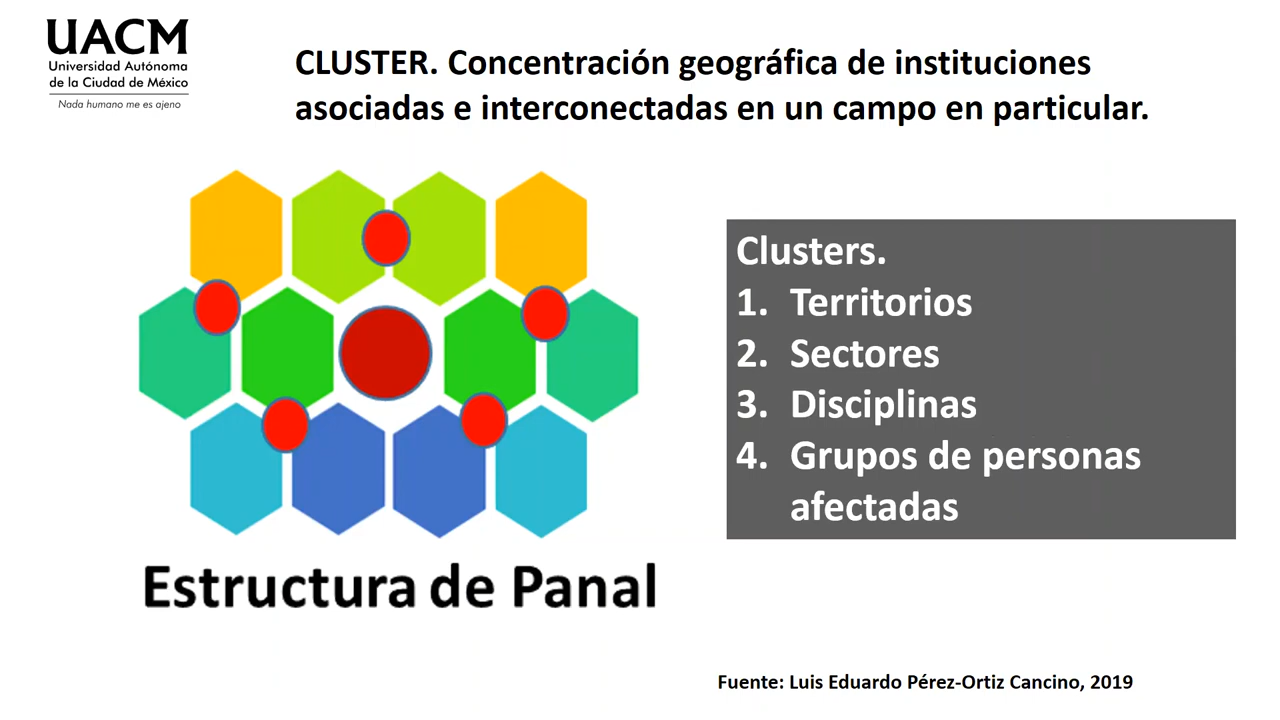 UACM
Universidad Autónoma
de la Ciudad de México
Nada humano me es ajeno
CLUSTER. Concentración geográfica de instituciones
asociadas e interconectadas en un campo en particular.
Clusters.
1. Territorios
2. Sectores
3. Disciplinas
4. Grupos de personas
afectadas
Estructura de Panal
Fuente: Luis Eduardo Pérez-Ortiz Cancino, 2019